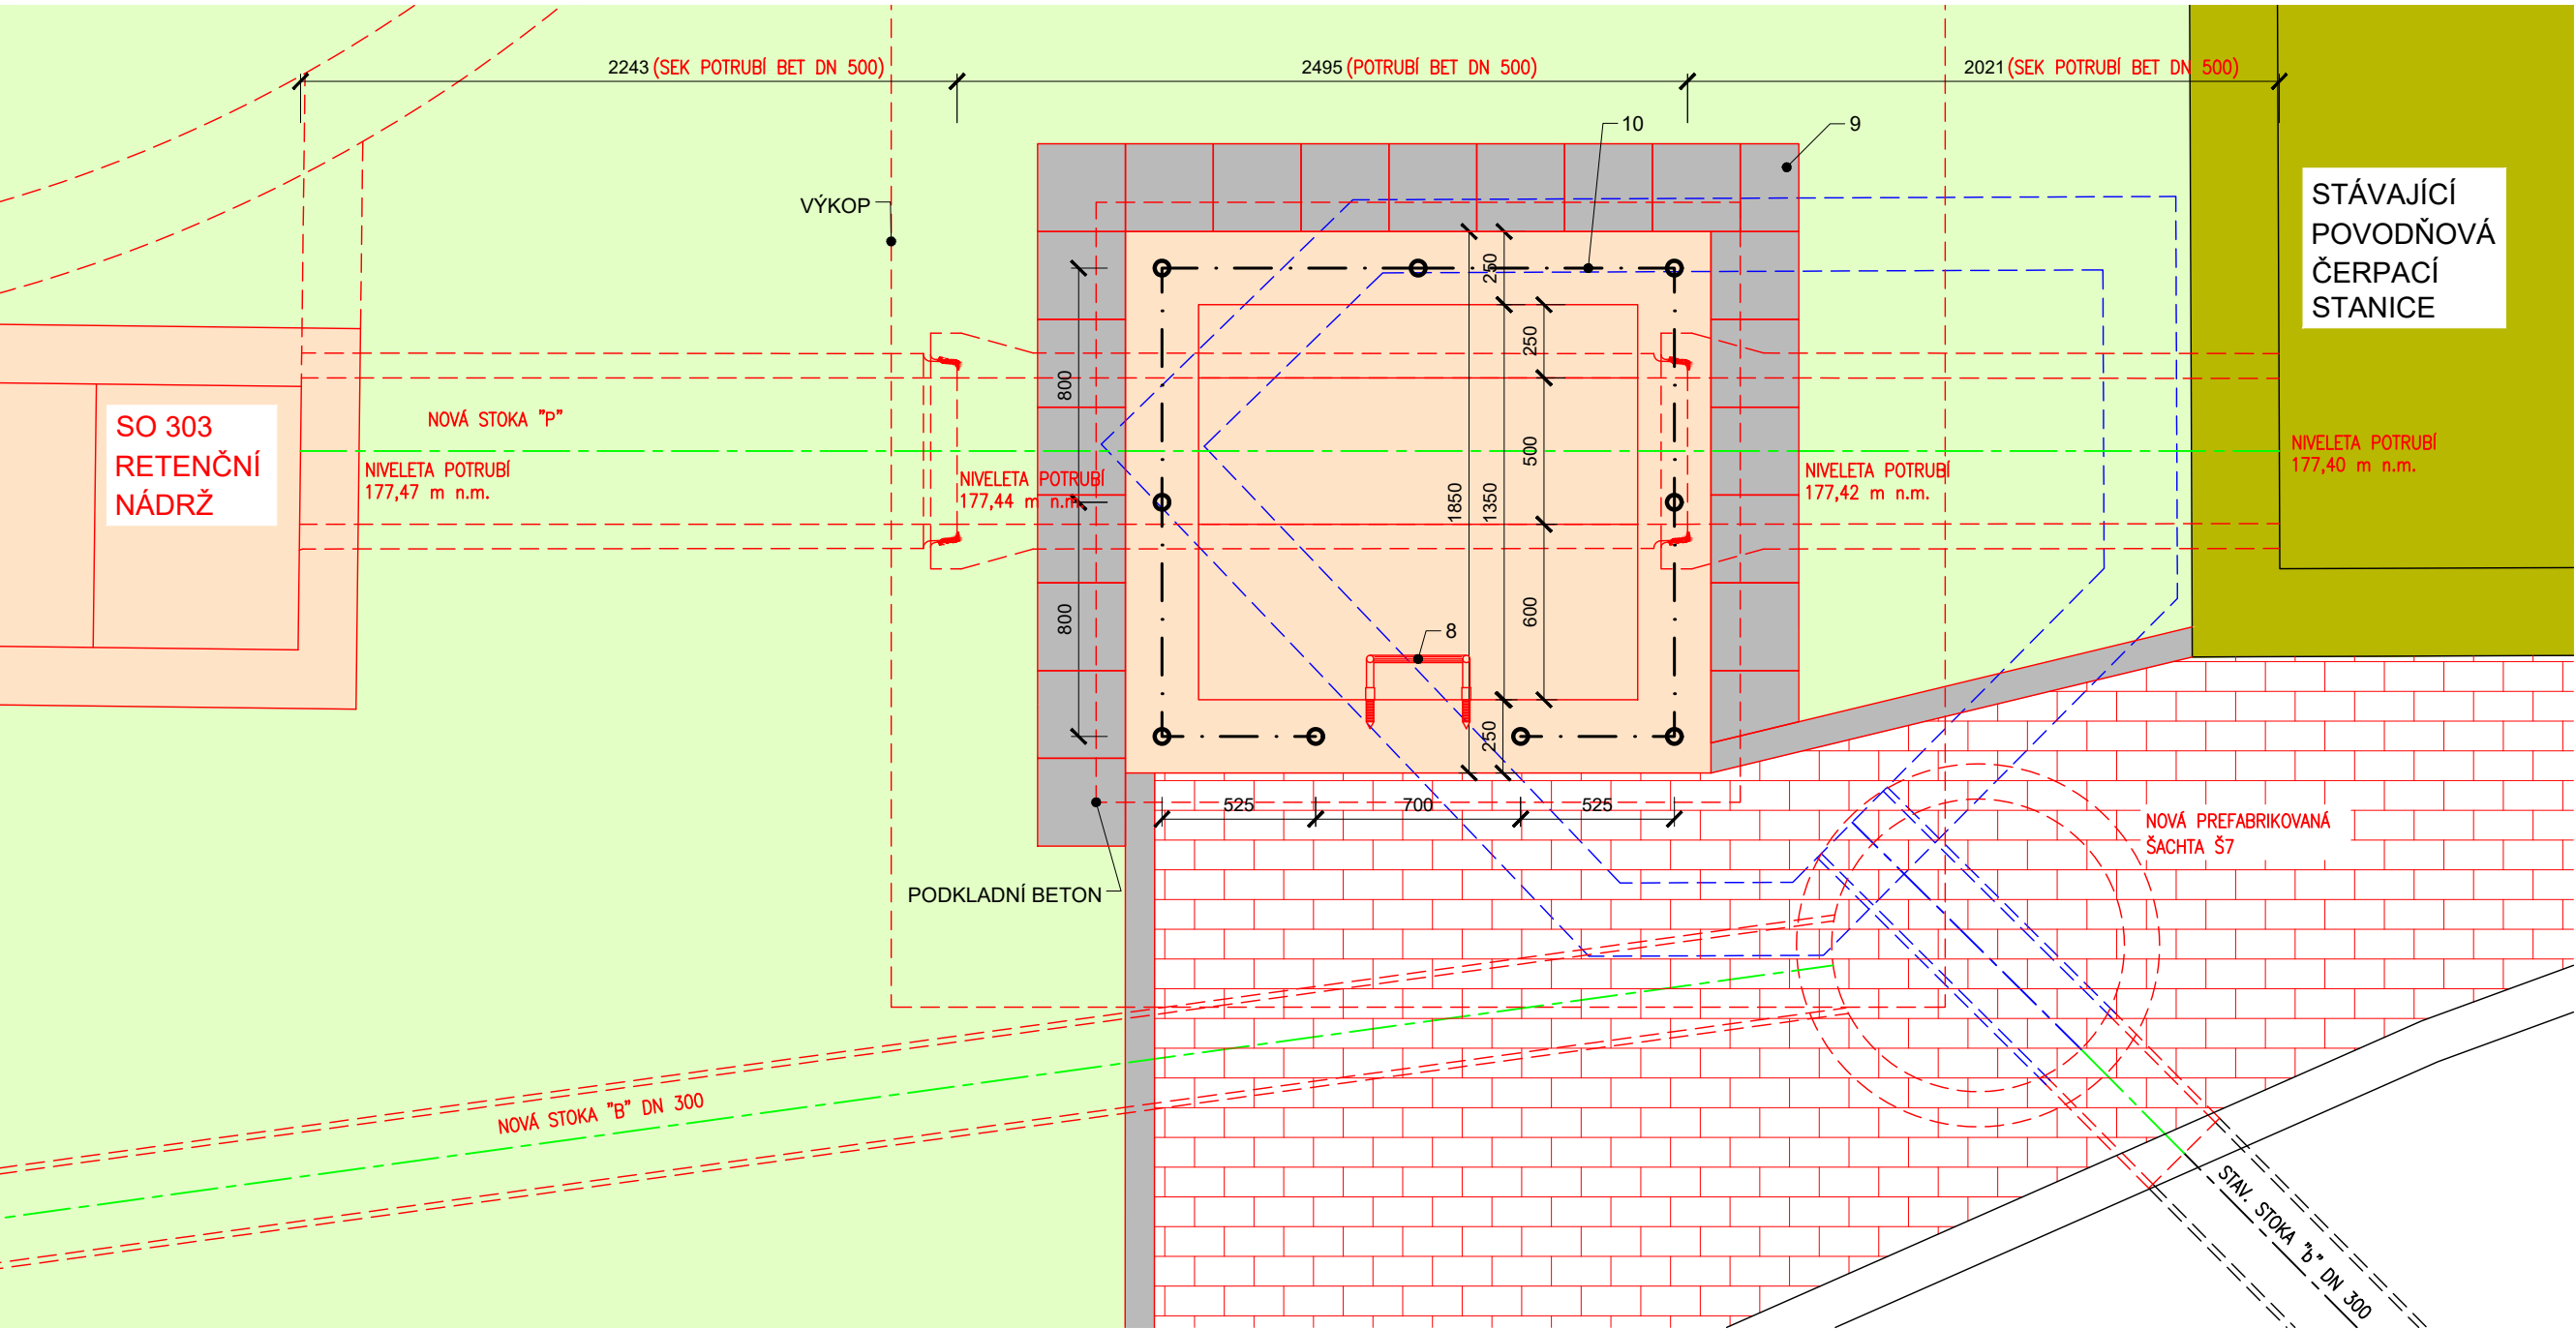 2243 (SEK POTRUBÍ BET DN 500)
2495 (POTRUBÍ BET DN 500)
2021 (SEK POTRUBÍ BET DN 500)
10
9
VÝKOP
STÁVAJÍCÍ
POVODŇOVÁ
ČERPACÍ
STANICE
250
250
800
SO 303
RETENČNÍ
NÁDRŽ
NOVÁ STOKA "P"
NIVELETA POTRUBÍ
177,47 m n.m.
NIVELETA POTRUBÍ
177,44 m n.m.
500
1850
1350
NIVELETA POTRUBÍ
177,42 m n.m.
NIVELETA POTRUBÍ
177,40 m n.m.
800
600
8
250
525
700
525
NOVÁ PREFABRIKOVANÁ
ŠACHTA Š7
PODKLADNÍ BETON
NOVÁ STOKA "B" DN 300
STAV. STOKA "b" DN 300